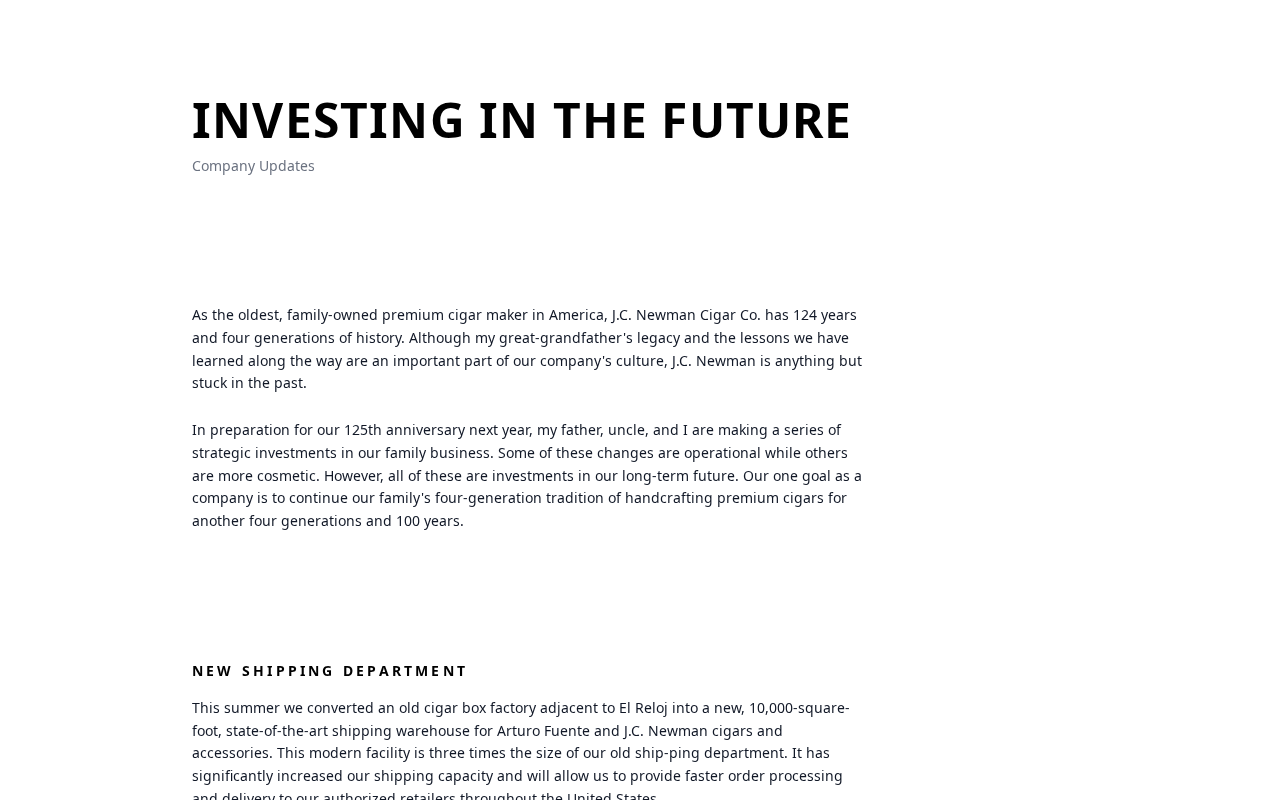 INVESTING IN THE FUTURE
Company Updates
As the oldest, family-owned premium cigar maker in America, J.C. Newman Cigar Co. has 124 years
and four generations of history. Although my great-grandfather's legacy and the lessons we have
learned along the way are an important part of our company's culture, J.C. Newman is anything but
stuck in the past.
In preparation for our 125th anniversary next year, my father, uncle, and I are making a series of
strategic investments in our family business. Some of these changes are operational while others
are more cosmetic. However, all of these are investments in our long-term future. Our one goal as a
company is to continue our family's four-generation tradition of handcrafting premium cigars for
another four generations and 100 years.
NEW SHIPPING DEPARTMENT
This summer we converted an old cigar box factory adjacent to El Reloj into a new, 10,000-square-
foot, state-of-the-art shipping warehouse for Arturo Fuente and J.C. Newman cigars and
accessories. This modern facility is three times the size of our old ship-ping department. It has
significantly increased our shipping capacity and will allow us to provide faster order processing
and delivery to our authorized retailers throughout the United States.